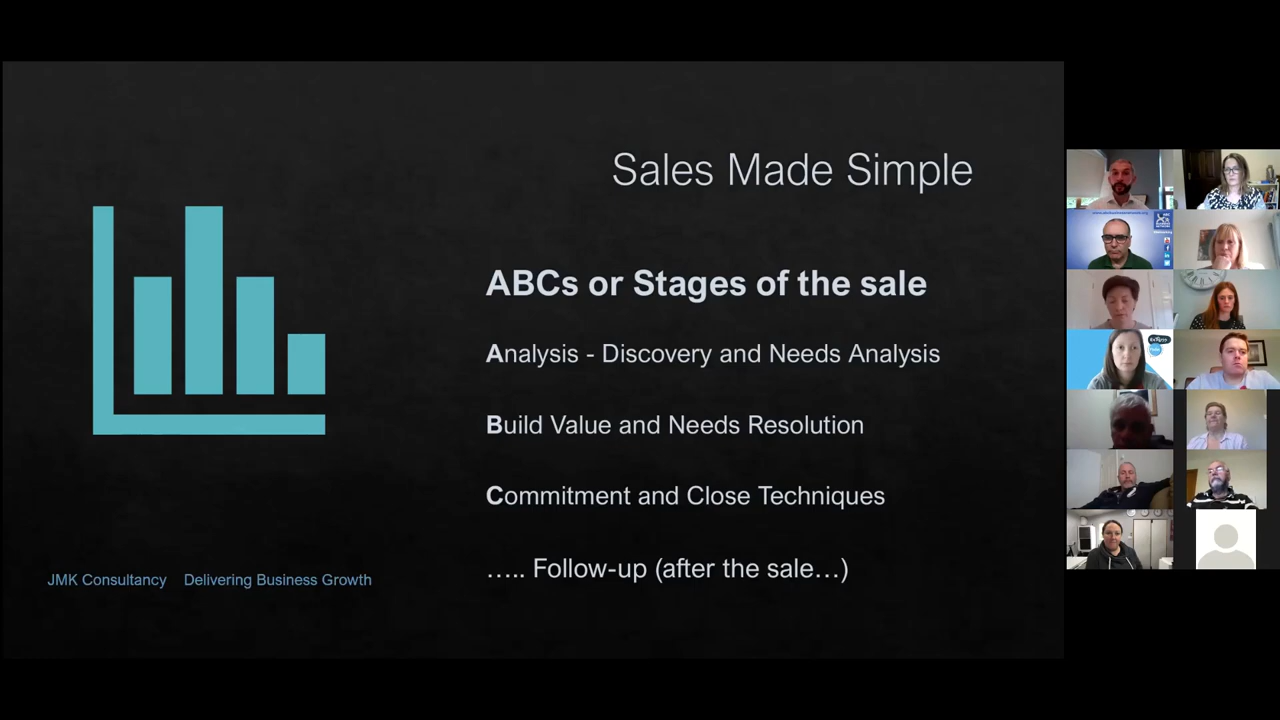 Sales Made Simple
ABCs or Stages of the sale
Analysis - Discovery and Needs Analysis
Build Value and Needs Resolution
Commitment and Close Techniques
….. Follow-up (after the sale…)
JMK Consultancy Delivering Business Growth